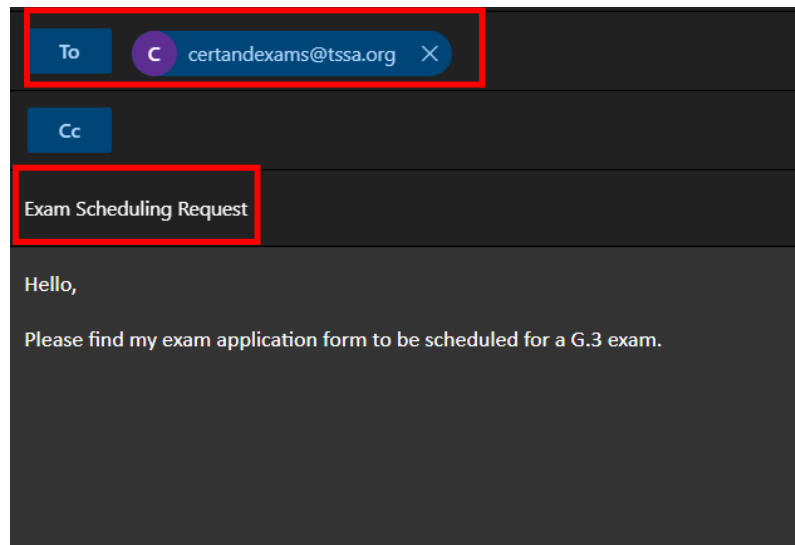 To C certandexams@tssa.org X
Cc
Exam Scheduling Request
Hello,
Please find my exam application form to be scheduled for a G.3 exam.